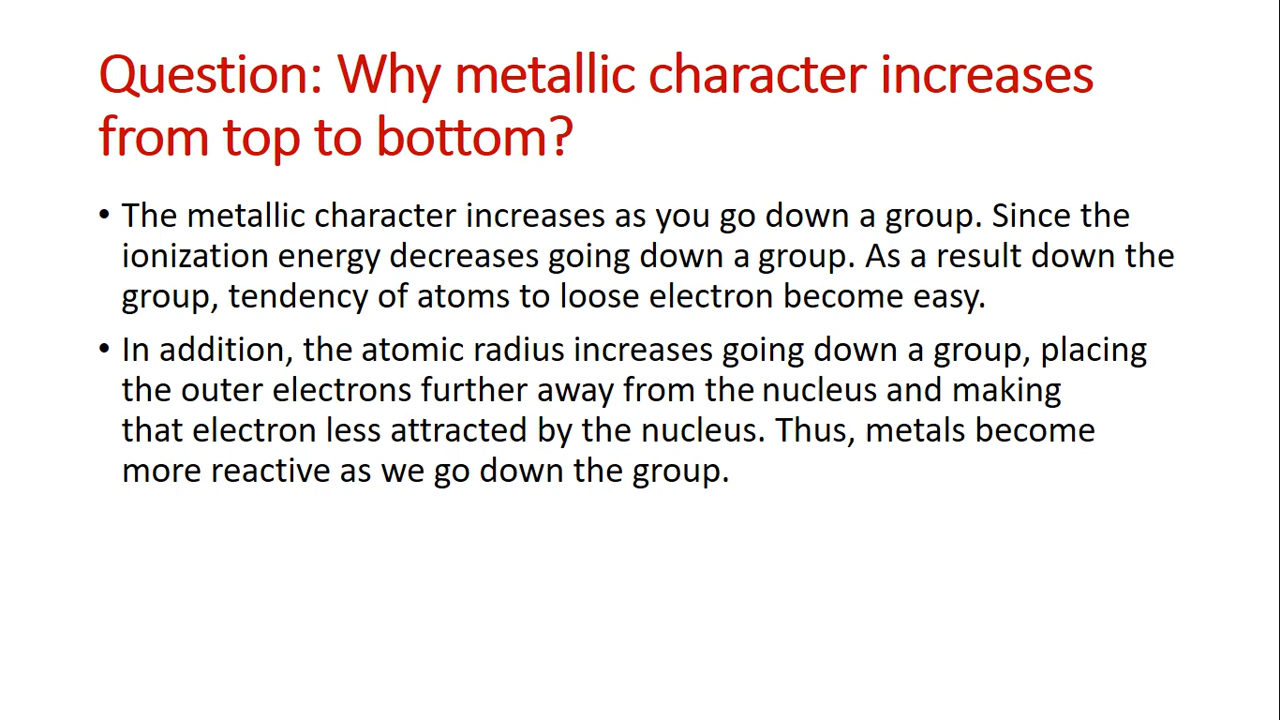 Question: Why metallic character increases
from top to bottom?
• The metallic character increases as you go down a group. Since the
ionization energy decreases going down a group. As a result down the
group, tendency of atoms to loose electron become easy.
• In addition, the atomic radius increases going down a group, placing
the outer electrons further away from the nucleus and making
that electron less attracted by the nucleus. Thus, metals become
more reactive as we go down the group.